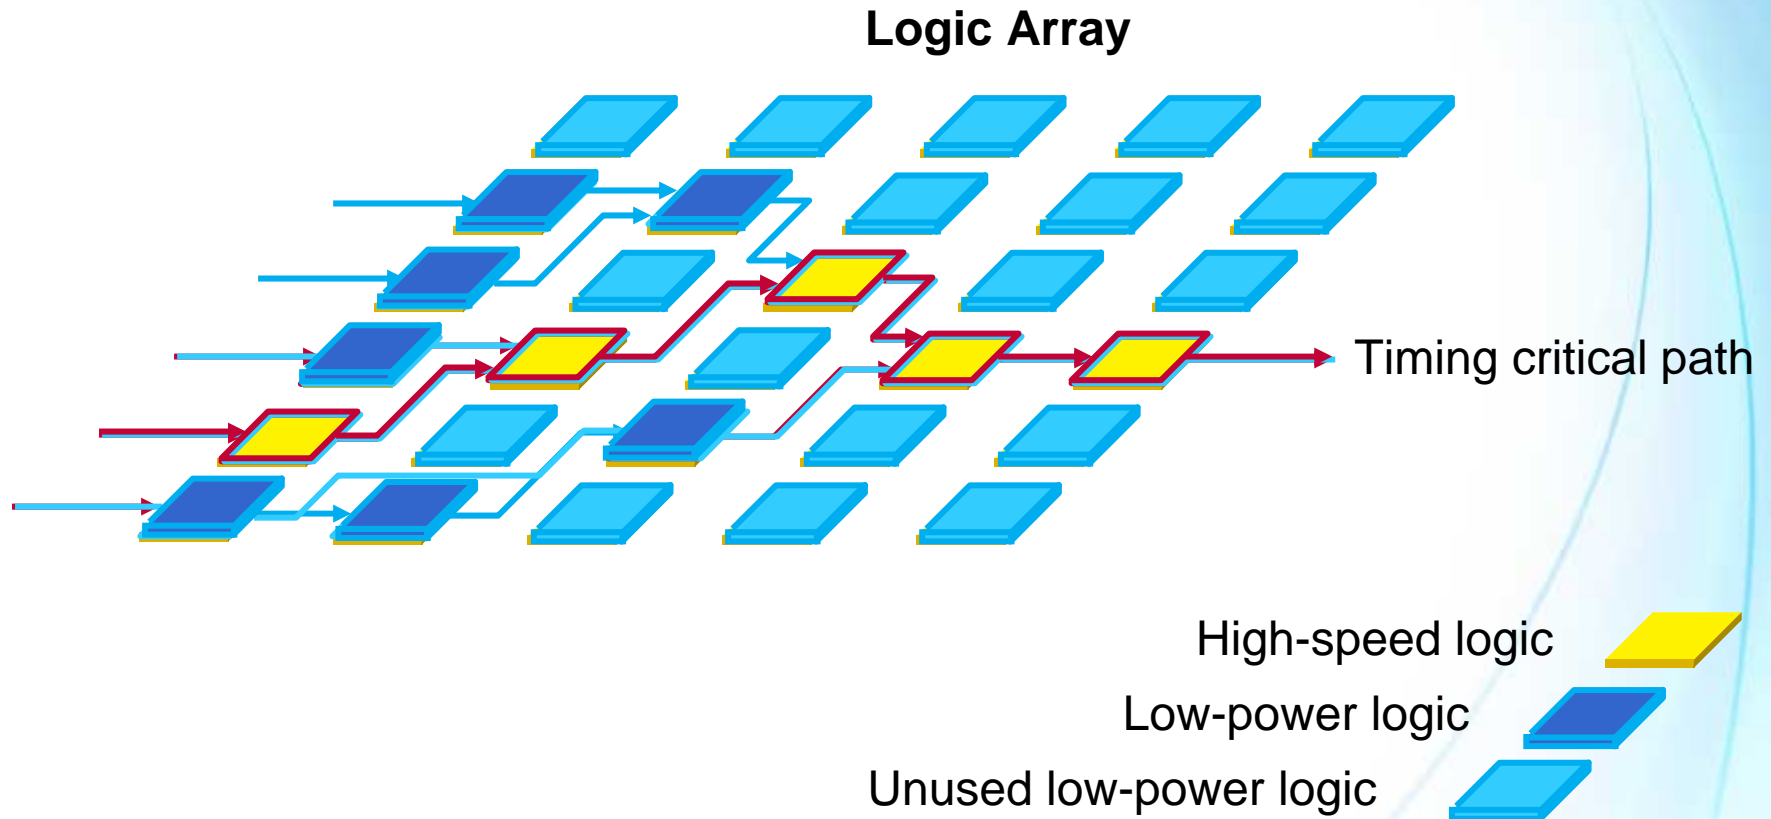 Logic Array
Timing critical path
High-speed logic
Low-power logic
Unused low-power logic